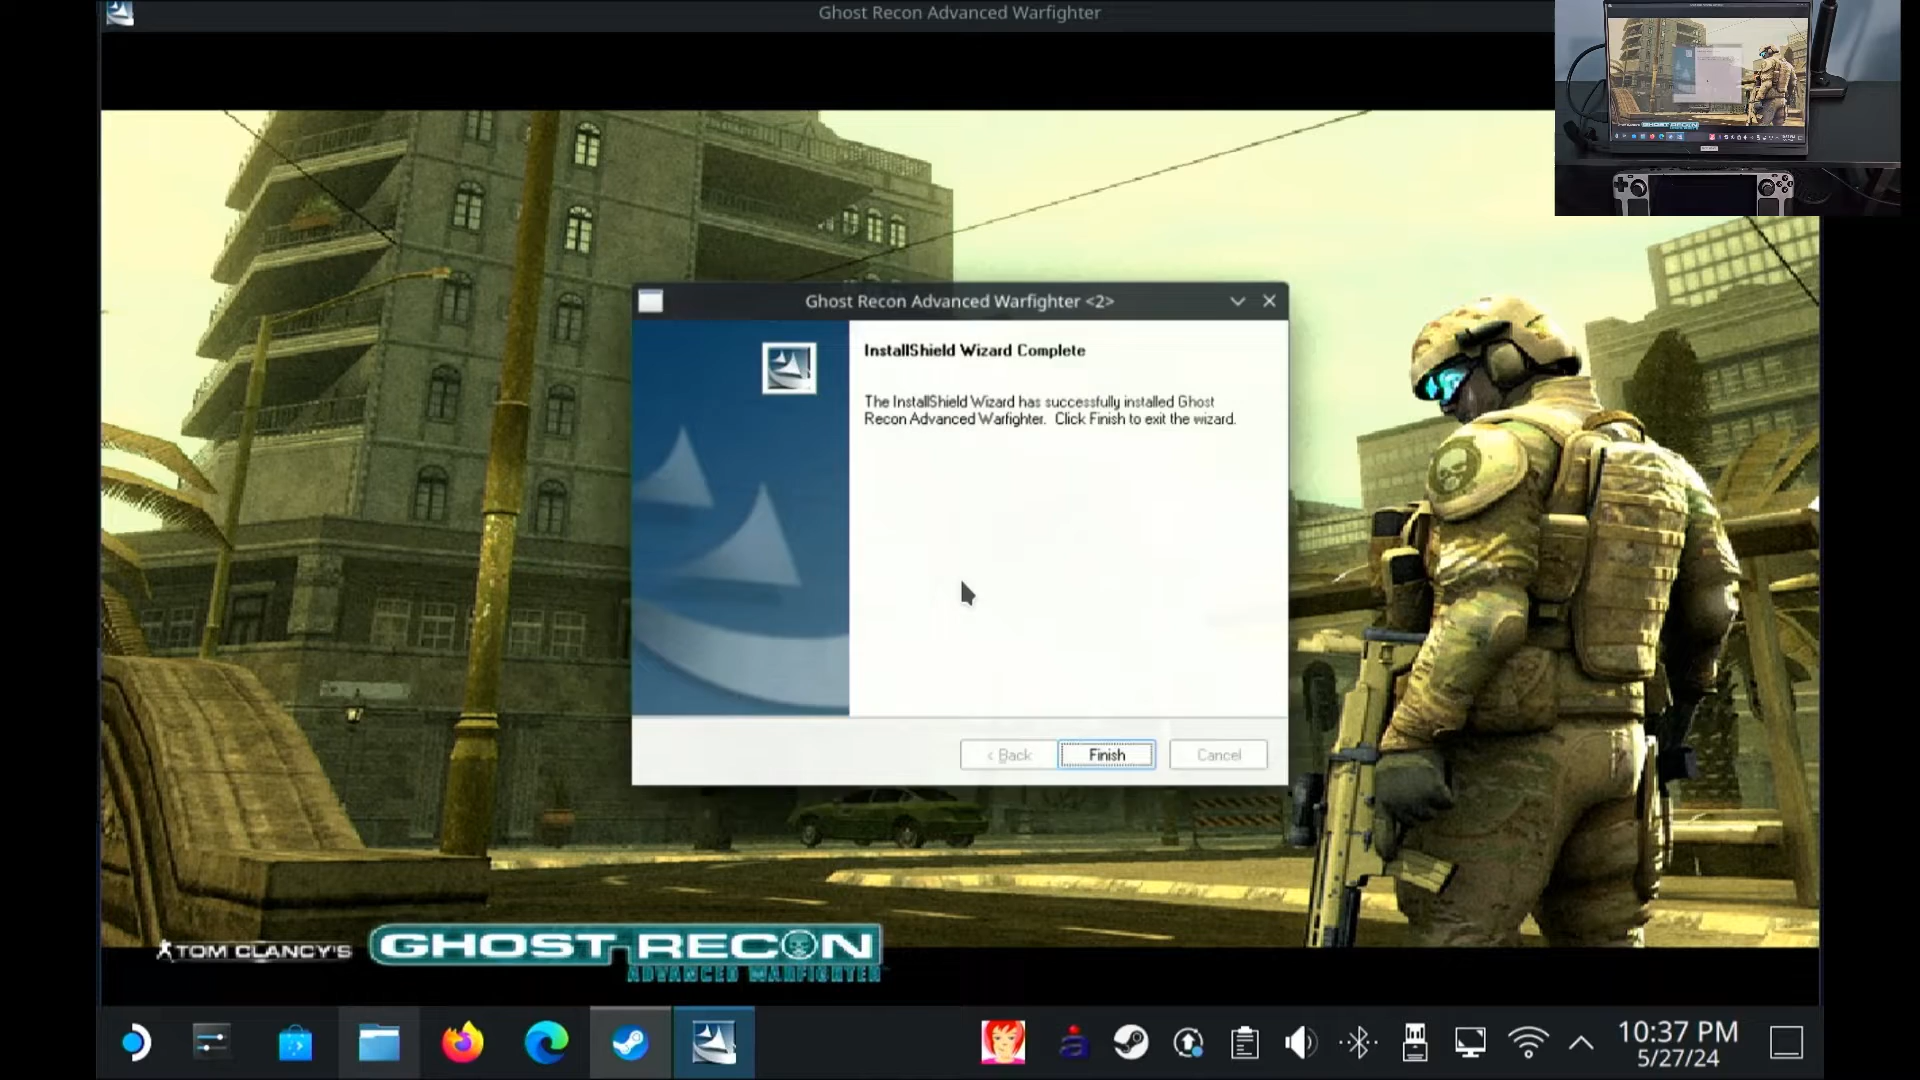 Ghost Recon Advanced Warfighter
Ghost Recon Advanced Warfighter <2>
InstallShield Wizard Complete
The InstallShield Wizard has successfully installed Ghost
Recon Advanced Warfighter. Click Finish to exit the wizard.
< Back
Finish
Cancel
TOM CLANCY'S
GHOST RECON
ADVANCED WARFIGHTER
10:37 PM
5/27/24